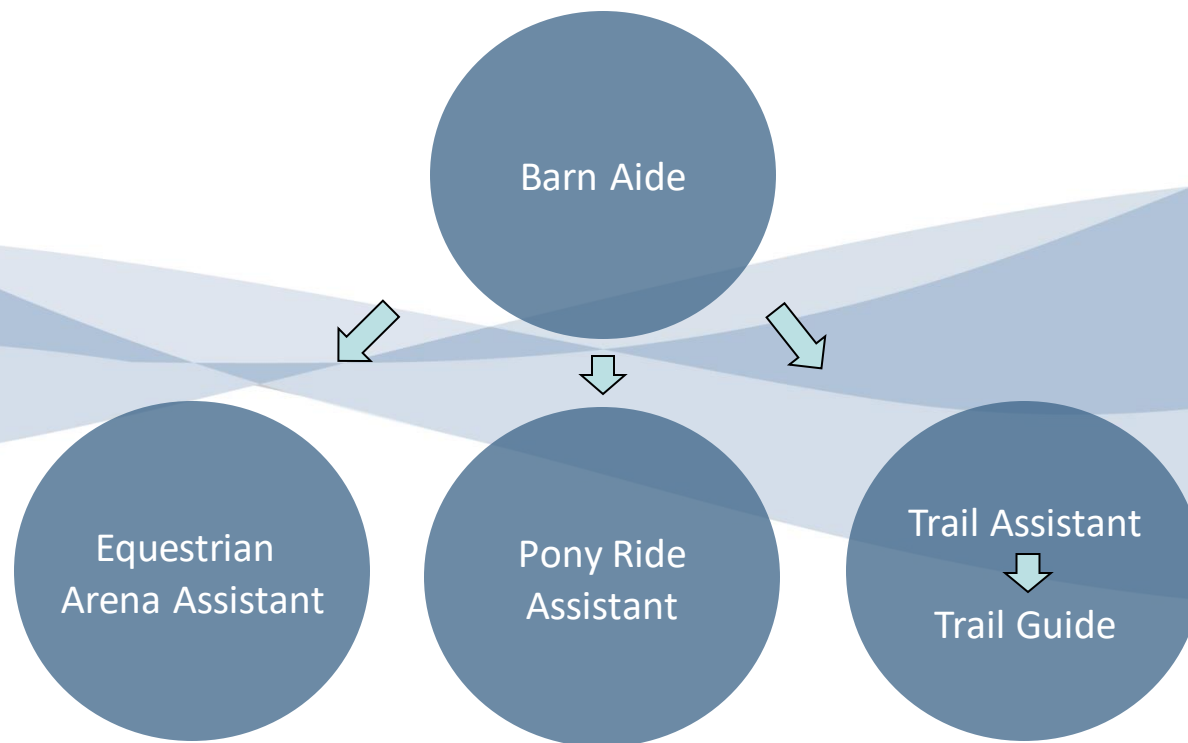 Barn Aide
Equestrian
Arena Assistant
Pony Ride
Assistant
Trail Assistant
Trail Guide